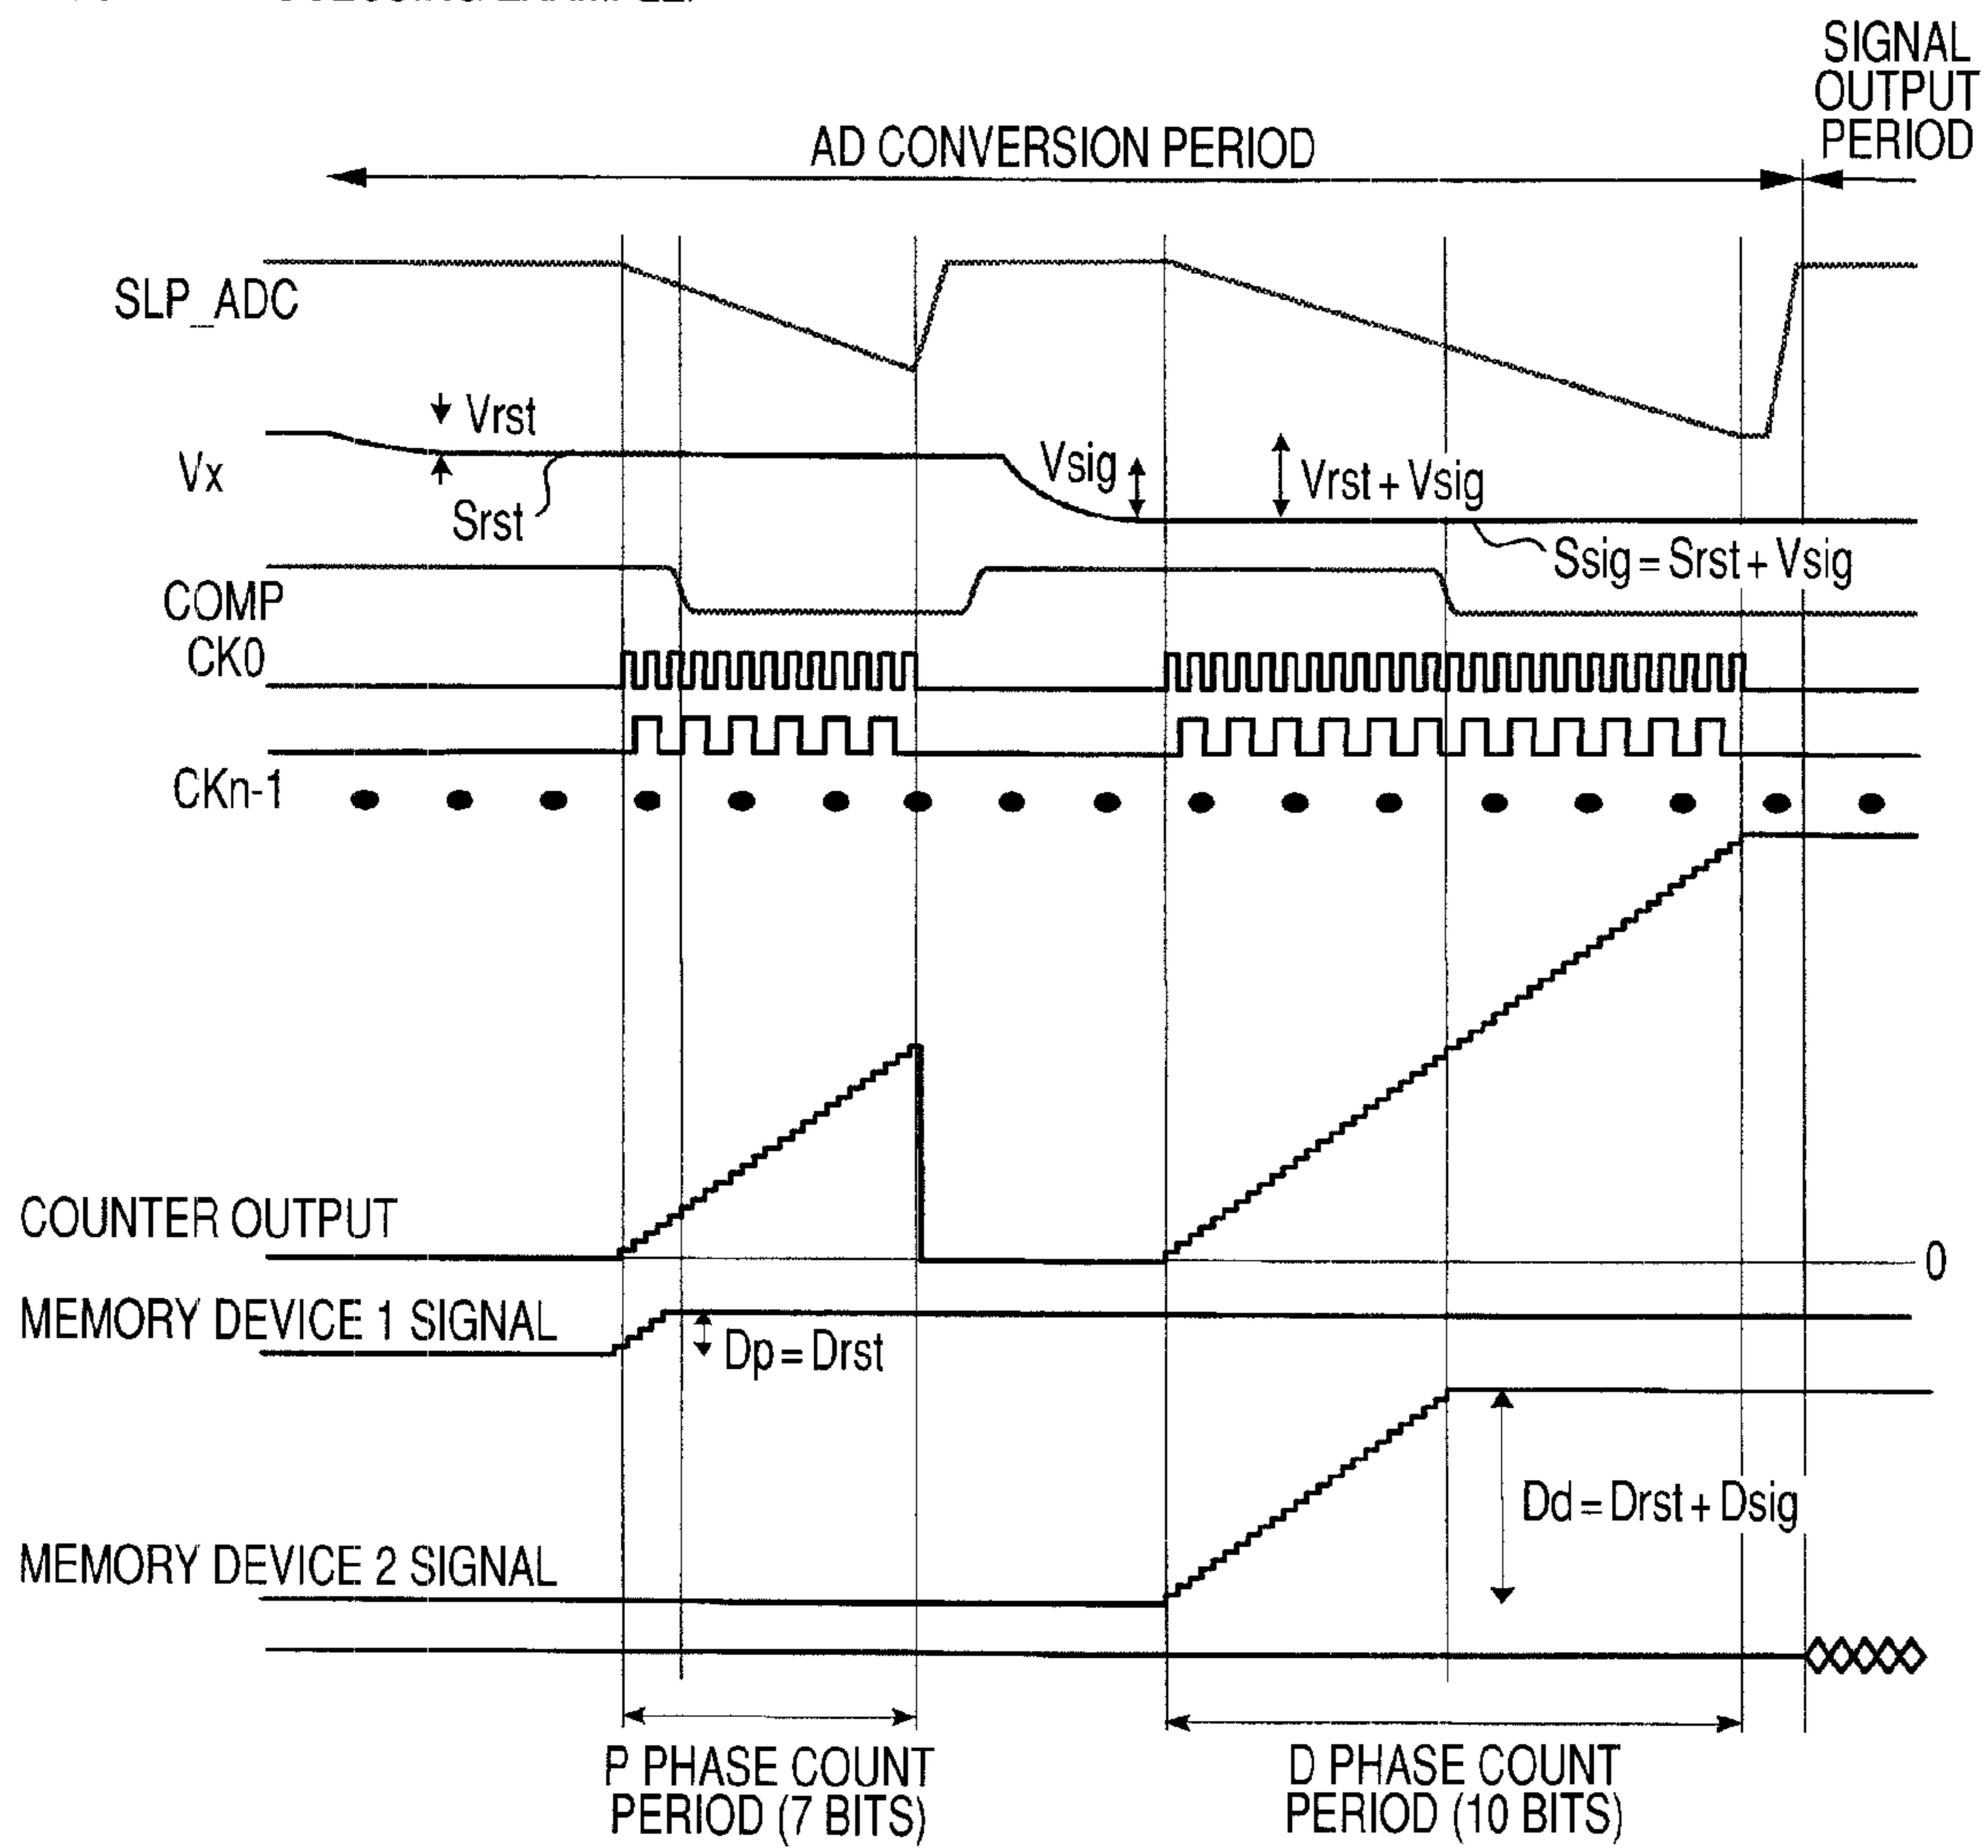 SIGNAL
OUTPUT
PERIOD
AD CONVERSION PERIOD
SLP_ADC
Vrst
Vx
Srst
Vsig
Vrst + Vsig
Ssig = Srst + Vsig
COMP
CK0
CKn-1
COUNTER OUTPUT
0
MEMORY DEVICE 1 SIGNAL
Dp = Drst
Dd = Drst + Dsig
MEMORY DEVICE 2 SIGNAL
P PHASE COUNT
PERIOD (7 BITS)
D PHASE COUNT
PERIOD (10 BITS)